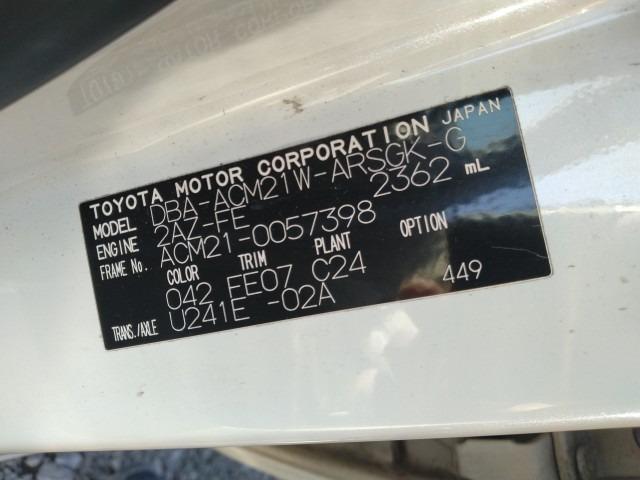 TOYOTA MOTOR CORPORATION JAPAN
MODEL DBA-ACM21W-ARSGK-G
ENGINE 2AZ-FE 2362 mL
FRAME No. ACM21-0057398
COLOR TRIM PLANT OPTION
042 FE07 C24
TRANS./AXLE U241E -02A 449